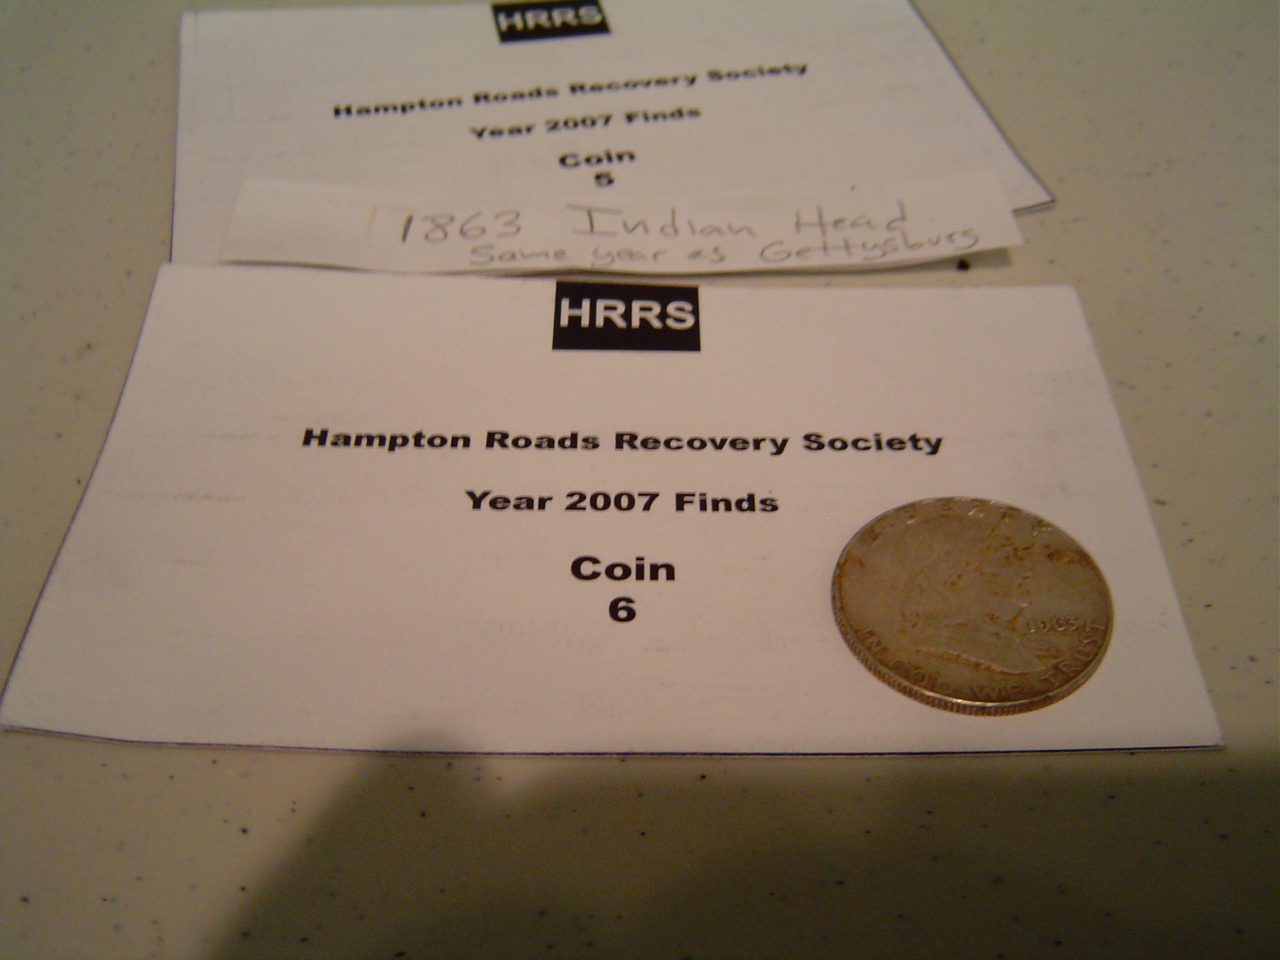 HRRS
Hampton Roads Recovery Society
Year 2007 Finds
Coin
5
1863 Indian Head
Same year as Gettysburg
HRRS
Hampton Roads Recovery Society
Year 2007 Finds
Coin
6
LIBERTY
IN GOD WE TRUST